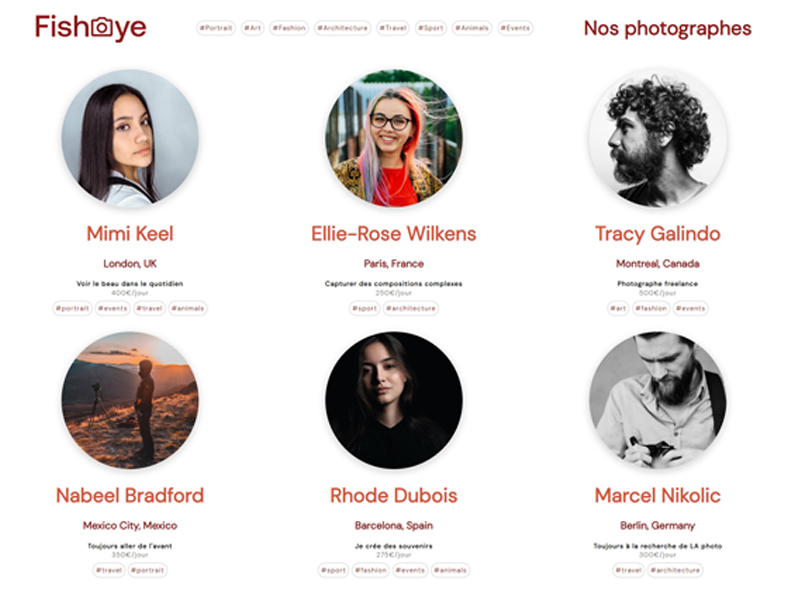 FishEye
#Portrait #Art #Fashion #Architecture #Travel #Sport #Animals #Events
Nos photographes
Mimi Keel
London, UK
Voir le beau dans le quotidien
400€/jour
#portrait #events #travel #animals
Ellie-Rose Wilkens
Paris, France
Capturer des compositions complexes
250€/jour
#sport #architecture
Tracy Galindo
Montreal, Canada
Photographe freelance
500€/jour
#art #fashion #events
Nabeel Bradford
Mexico City, Mexico
Toujours aller de l'avant
350€/jour
#travel #portrait
Rhode Dubois
Barcelona, Spain
Je crée des souvenirs
275€/jour
#sport #fashion #events #animals
Marcel Nikolic
Berlin, Germany
Toujours à la recherche de LA photo
300€/jour
#travel #architecture